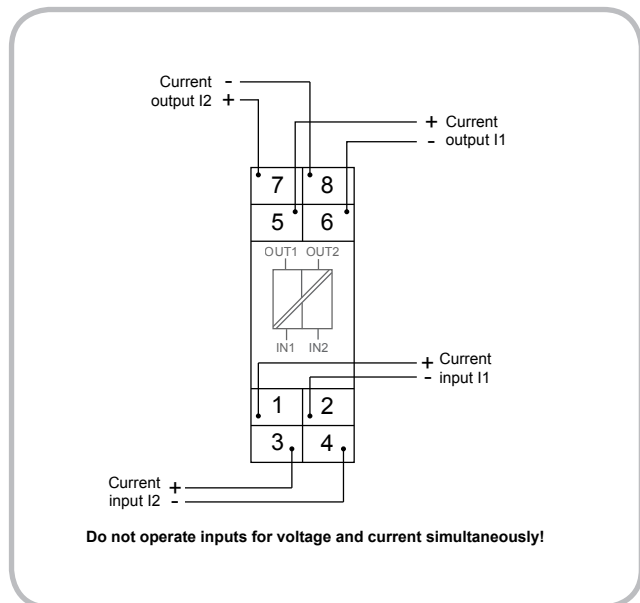 Current -
output I2 +
+ Current
- output I1
7 8
5 6
OUT1 OUT2
IN1 IN2
+ Current
- input I1
1 2
3 4
Current +
input I2 -
Do not operate inputs for voltage and current simultaneously!